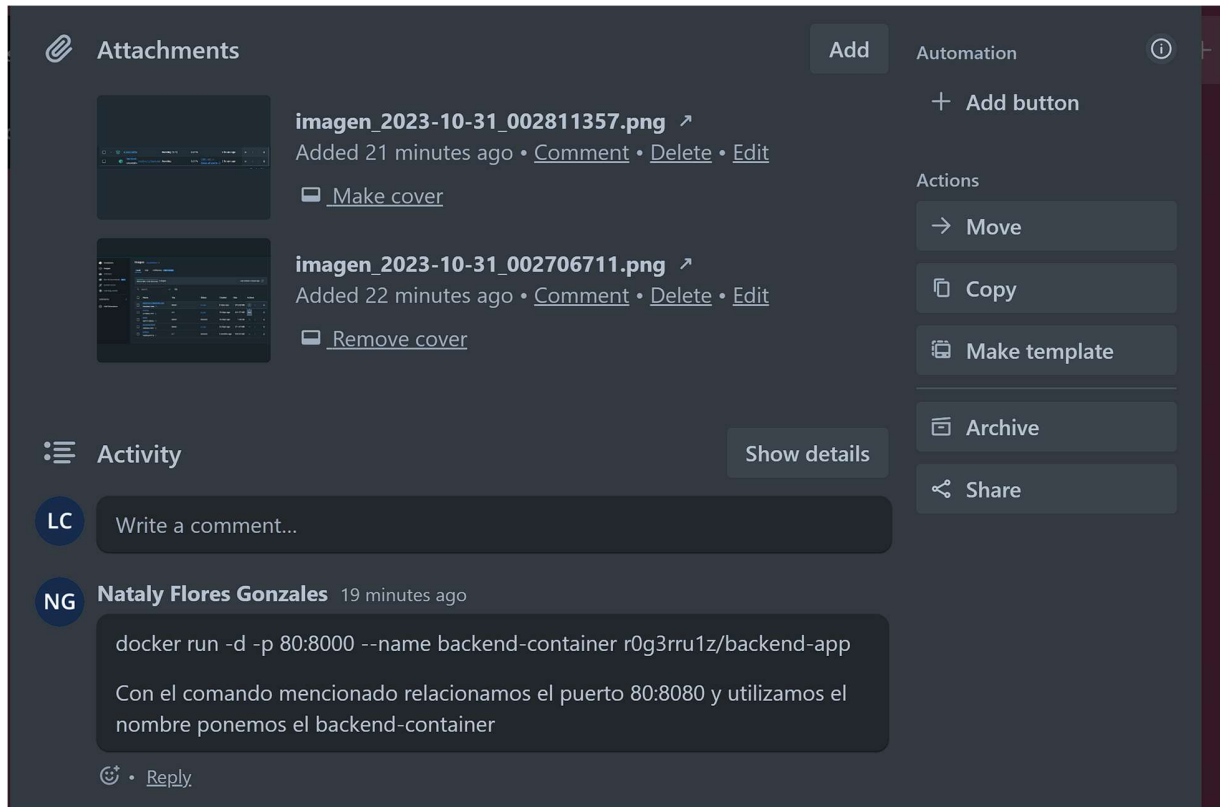 Attachments
Add
imagen_2023-10-31_002811357.png
Added 21 minutes ago • Comment • Delete • Edit
Make cover
imagen_2023-10-31_002706711.png
Added 22 minutes ago • Comment • Delete • Edit
Remove cover
Activity
Show details
LC
Write a comment...
NG
Nataly Flores Gonzales 19 minutes ago
docker run -d -p 80:8000 --name backend-container r0g3rru1z/backend-app
Con el comando mencionado relacionamos el puerto 80:8080 y utilizamos el
nombre ponemos el backend-container
• Reply
Automation
Add button
Actions
Move
Copy
Make template
Archive
Share